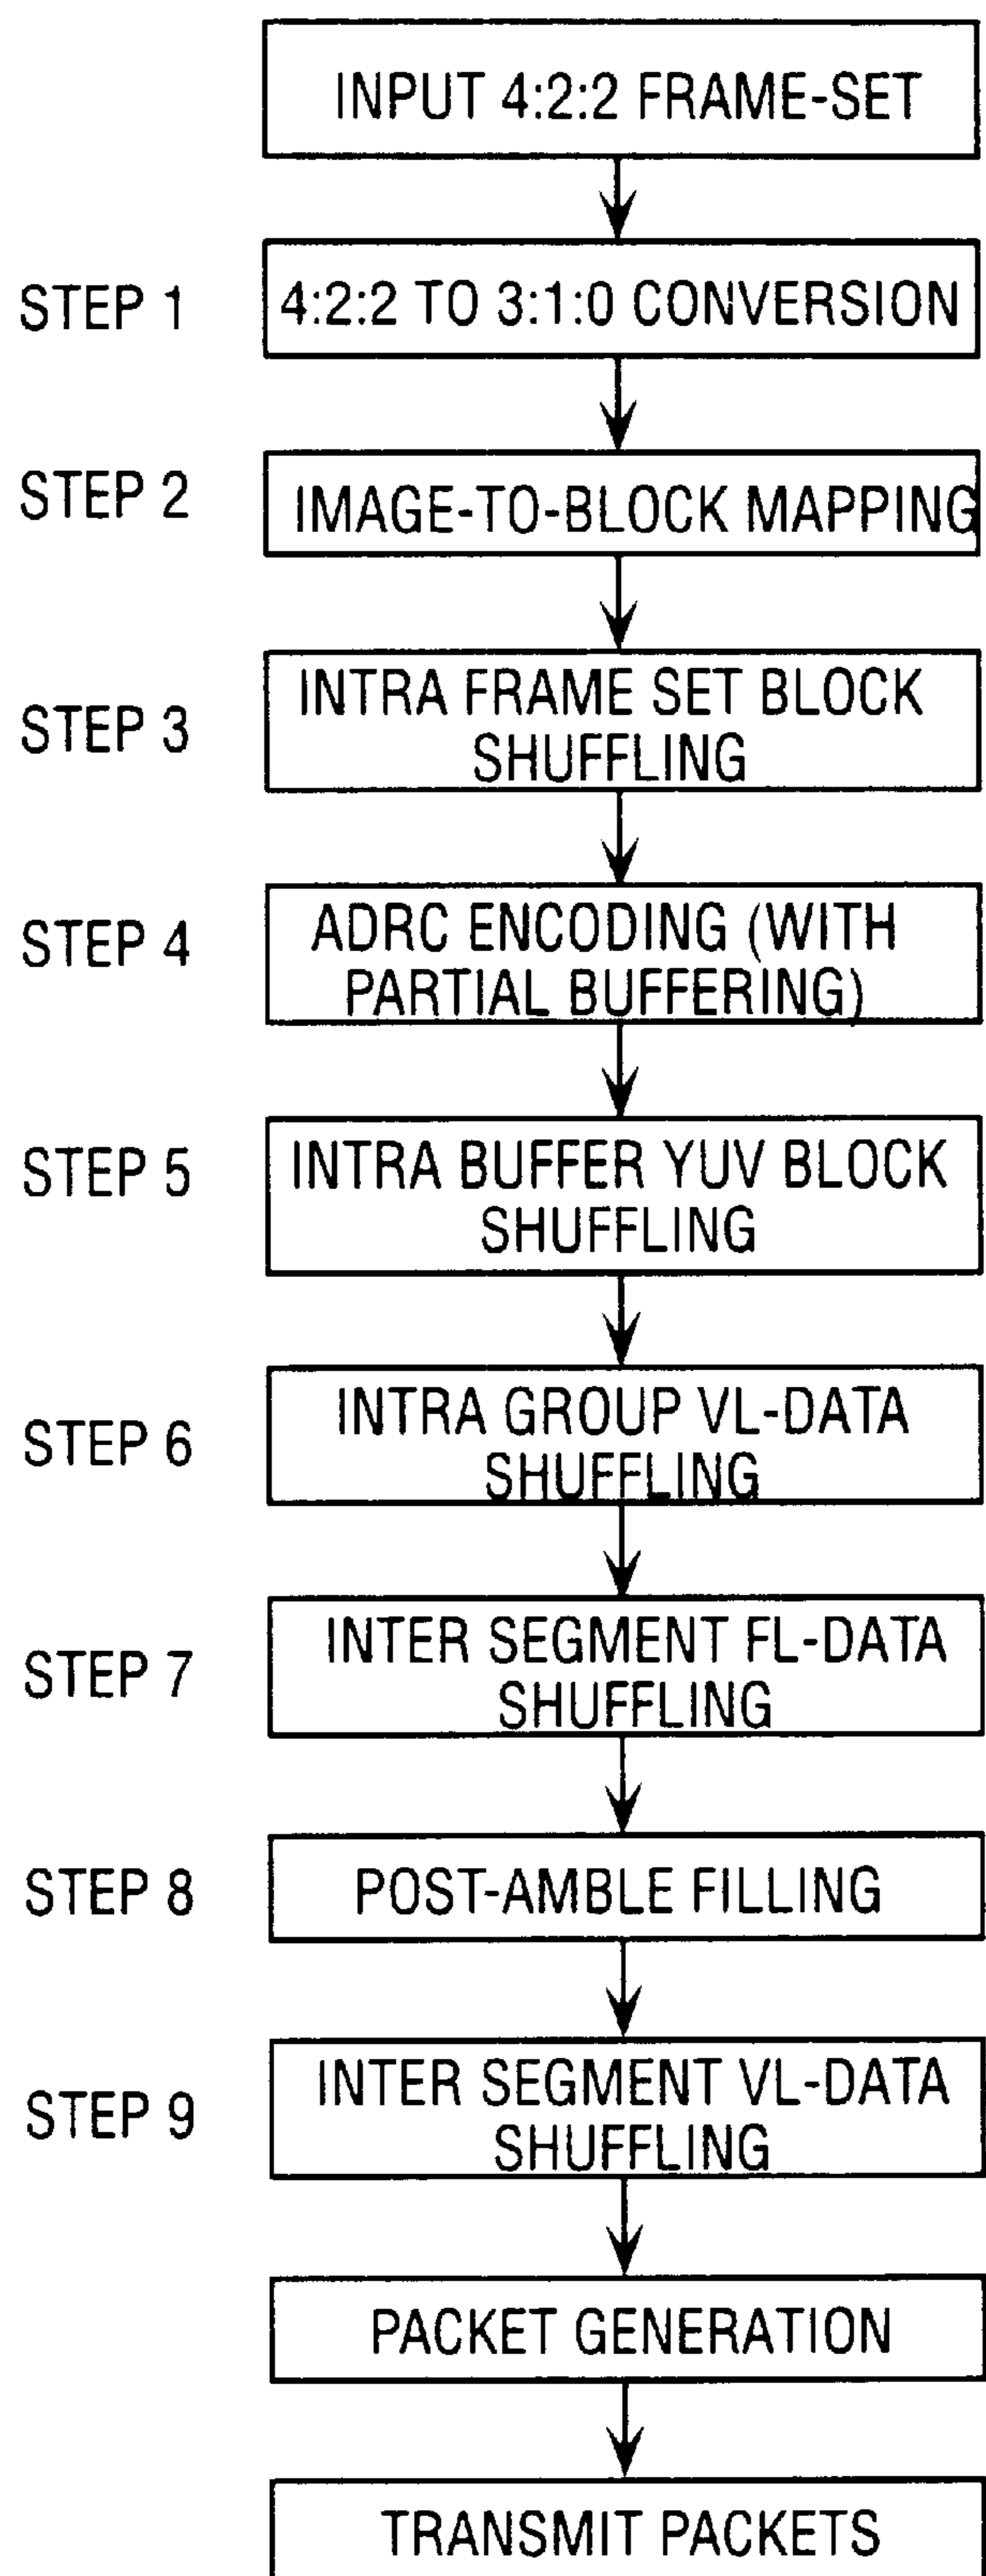 INPUT 4:2:2 FRAME-SET
STEP 1
4:2:2 TO 3:1:0 CONVERSION
STEP 2
IMAGE-TO-BLOCK MAPPING
STEP 3
INTRA FRAME SET BLOCK
SHUFFLING
STEP 4
ADRC ENCODING (WITH
PARTIAL BUFFERING)
STEP 5
INTRA BUFFER YUV BLOCK
SHUFFLING
STEP 6
INTRA GROUP VL-DATA
SHUFFLING
STEP 7
INTER SEGMENT FL-DATA
SHUFFLING
STEP 8
POST-AMBLE FILLING
STEP 9
INTER SEGMENT VL-DATA
SHUFFLING
PACKET GENERATION
TRANSMIT PACKETS